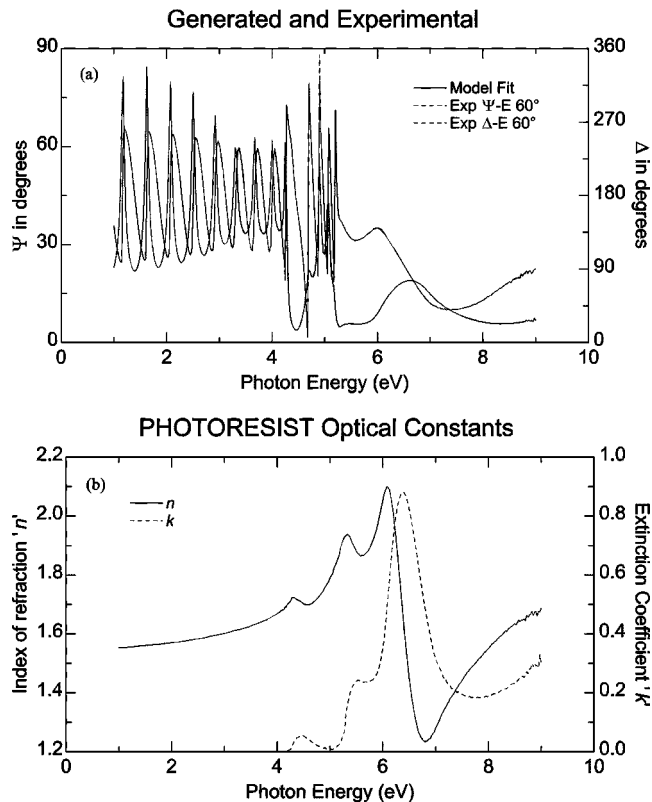 Generated and Experimental
(a)
Model Fit
Exp Ψ-E 60°
Exp Δ-E 60°
Ψ in degrees
Δ in degrees
90
60
30
0
360
270
180
90
0
0 2 4 6 8 10
Photon Energy (eV)
PHOTORESIST Optical Constants
(b)
n
k
Index of refraction 'n'
Extinction Coefficient 'k'
2.2
2.0
1.8
1.6
1.4
1.2
1.0
0.8
0.6
0.4
0.2
0.0
0 2 4 6 8 10
Photon Energy (eV)